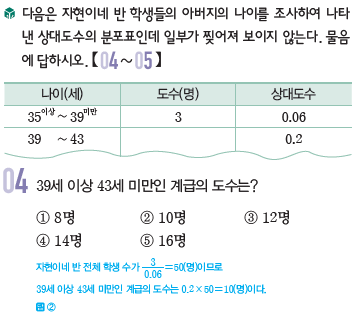 다음은 자현이네 반 학생들의 아버지의 나이를 조사하여 나타
낸 상대도수의 분포표인데 일부가 찢어져 보이지 않는다. 물음
에 답하시오.【04~05】
나이(세) 도수(명) 상대도수
35이상 ~ 39미만 3 0.06
39 ~ 43 0.2
04 39세 이상 43세 미만인 계급의 도수는?
① 8명 ② 10명 ③ 12명
④ 14명 ⑤ 16명
자현이네 반 전체 학생 수가 3/0.06 =50(명)이므로
39세 이상 43세 미만인 계급의 도수는 0.2×50=10(명)이다.
답 ②